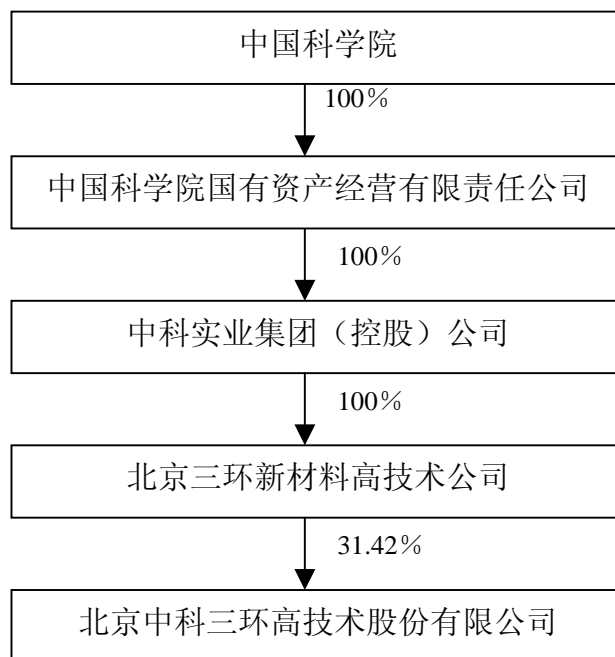 中国科学院
100%
中国科学院国有资产经营有限责任公司
100%
中科实业集团（控股）公司
100%
北京三环新材料高技术公司
31.42%
北京中科三环高技术股份有限公司